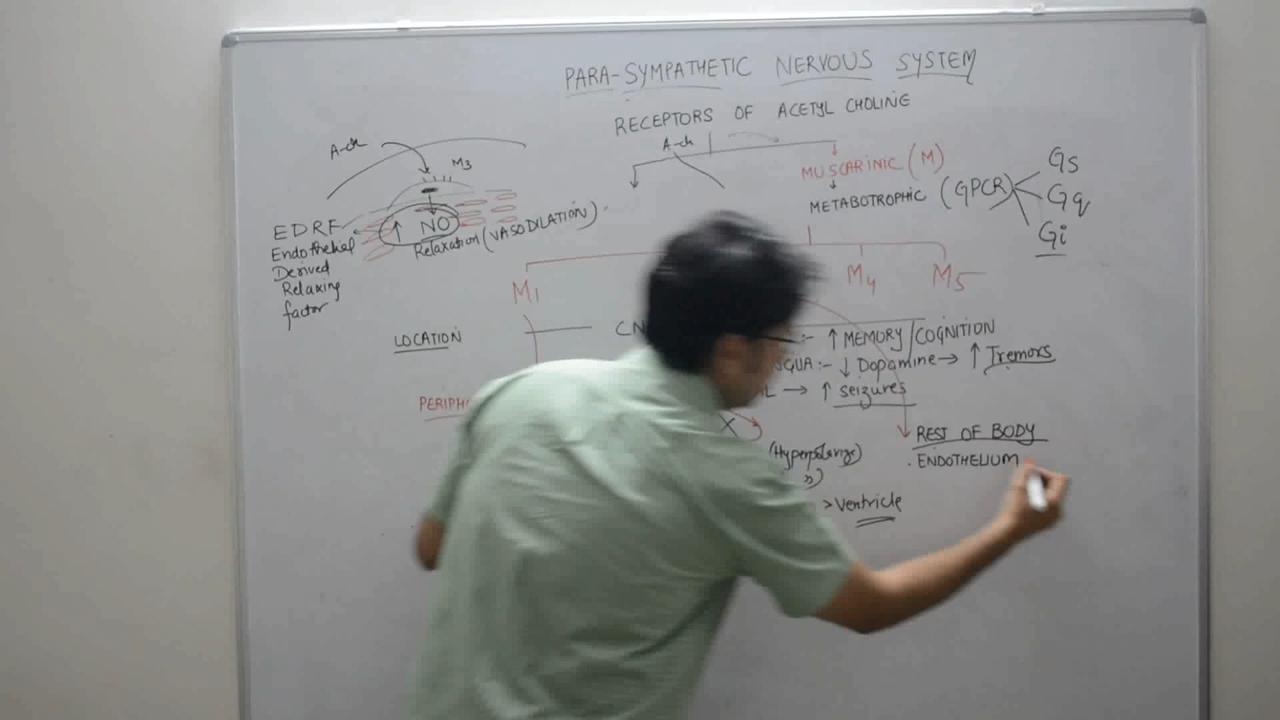 PARA-SYMPATHETIC NERVOUS SYSTEM
RECEPTORS OF ACETYL CHOLINE
A-ch
A-ch
M3
MUSCARINIC (M)
METABOTROPHIC (GPCR)
Gs
Gq
Gi
EDRF
↑ NO
Endothelial
Derived
Relaxing
factor
Relaxation (VASODILATION)
M1
M4
M5
LOCATION
CN
:- ↑ MEMORY/COGNITION
:- ↓ Dopamine → ↑ Tremors
L → ↑ seizures
PERIPH
X
REST OF BODY
(Hyperpolariz
. ENDOTHELIUM
> Ventricle